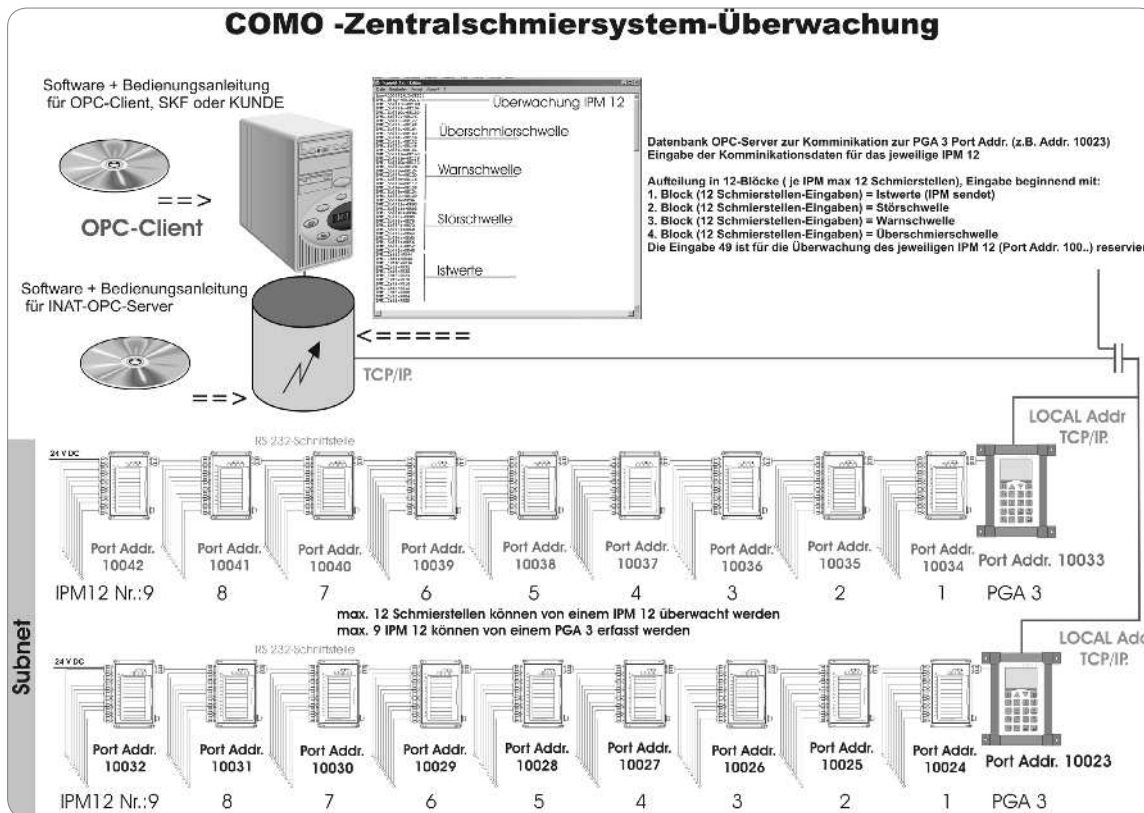 COMO -Zentralschmiersystem-Überwachung
Software + Bedienungsanleitung
für OPC-Client, SKF oder KUNDE
==>
OPC-Client
Überwachung IPM 12
Überschmierschwelle
Warnschwelle
Störschwelle
Istwerte
Datenbank OPC-Server zur Komminikation zur PGA 3 Port Addr. (z.B. Addr. 10023)
Eingabe der Komminikationsdaten für das jeweilige IPM 12
Aufteilung in 12-Blöcke ( je IPM max 12 Schmierstellen), Eingabe beginnend mit:
1. Block (12 Schmierstellen-Eingaben) = Istwerte (IPM sendet)
2. Block (12 Schmierstellen-Eingaben) = Störschwelle
3. Block (12 Schmierstellen-Eingaben) = Warnschwelle
4. Block (12 Schmierstellen-Eingaben) = Überschmierschwelle
Die Eingabe 49 ist für die Überwachung des jeweiligen IPM 12 (Port Addr. 100..) reservier
Software + Bedienungsanleitung
für INAT-OPC-Server
==>
<=====
TCP/IP.
LOCAL Addr
TCP/IP.
Subnet
RS 232-Schnittstelle
24 V DC
Port Addr. 10042
Port Addr. 10041
Port Addr. 10040
Port Addr. 10039
Port Addr. 10038
Port Addr. 10037
Port Addr. 10036
Port Addr. 10035
Port Addr. 10034
Port Addr. 10033
IPM12 Nr.:9 8 7 6 5 4 3 2 1 PGA 3
max. 12 Schmierstellen können von einem IPM 12 überwacht werden
max. 9 IPM 12 können von einem PGA 3 erfasst werden
LOCAL Add
TCP/IP.
RS 232-Schnittstelle
24 V DC
Port Addr. 10032
Port Addr. 10031
Port Addr. 10030
Port Addr. 10029
Port Addr. 10028
Port Addr. 10027
Port Addr. 10026
Port Addr. 10025
Port Addr. 10024
Port Addr. 10023
IPM12 Nr.:9 8 7 6 5 4 3 2 1 PGA 3